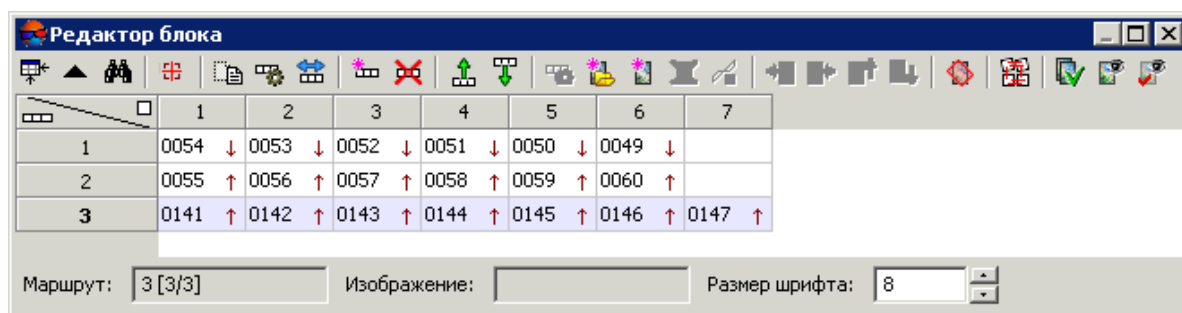 Редактор блока
1 2 3 4 5 6 7
1 0054 ↓ 0053 ↓ 0052 ↓ 0051 ↓ 0050 ↓ 0049 ↓
2 0055 ↑ 0056 ↑ 0057 ↑ 0058 ↑ 0059 ↑ 0060 ↑
3 0141 ↑ 0142 ↑ 0143 ↑ 0144 ↑ 0145 ↑ 0146 ↑ 0147 ↑
Маршрут: 3 [3/3] Изображение: Размер шрифта: 8